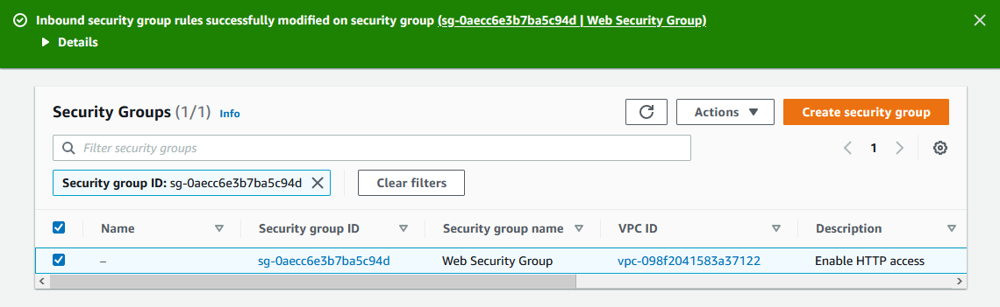 Inbound security group rules successfully modified on security group (sg-0aecc6e3b7ba5c94d | Web Security Group)
Details
Security Groups (1/1) Info
Actions
Create security group
Filter security groups
1
Security group ID: sg-0aecc6e3b7ba5c94d
Clear filters
Name Security group ID Security group name VPC ID Description
– sg-0aecc6e3b7ba5c94d Web Security Group vpc-098f2041583a37122 Enable HTTP access